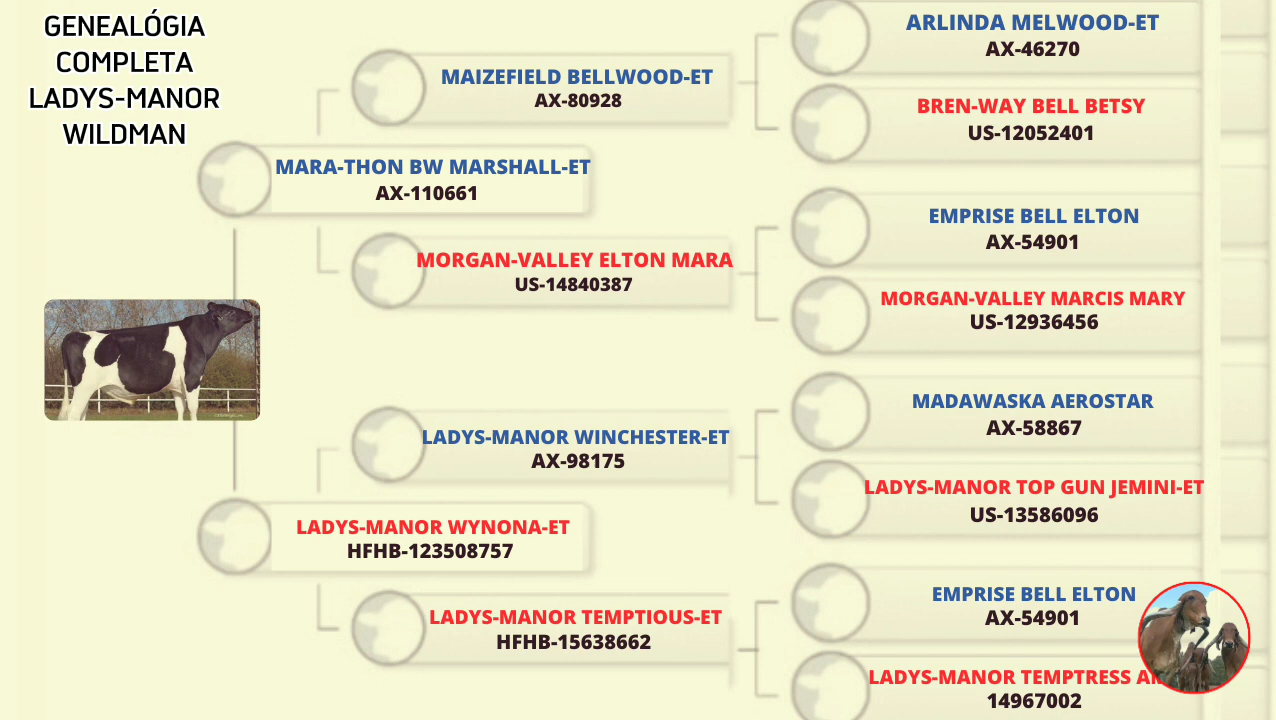 GENEALÓGIA
COMPLETA
LADYS-MANOR
WILDMAN
MARA-THON BW MARSHALL-ET
AX-110661
LADYS-MANOR WYNONA-ET
HFHB-123508757
MAIZEFIELD BELLWOOD-ET
AX-80928
MORGAN-VALLEY ELTON MARA
US-14840387
LADYS-MANOR WINCHESTER-ET
AX-98175
LADYS-MANOR TEMPTIOUS-ET
HFHB-15638662
ARLINDA MELWOOD-ET
AX-46270
BREN-WAY BELL BETSY
US-12052401
EMPRISE BELL ELTON
AX-54901
MORGAN-VALLEY MARCIS MARY
US-12936456
MADAWASKA AEROSTAR
AX-58867
LADYS-MANOR TOP GUN JEMINI-ET
US-13586096
EMPRISE BELL ELTON
AX-54901
LADYS-MANOR TEMPTRESS
14967002